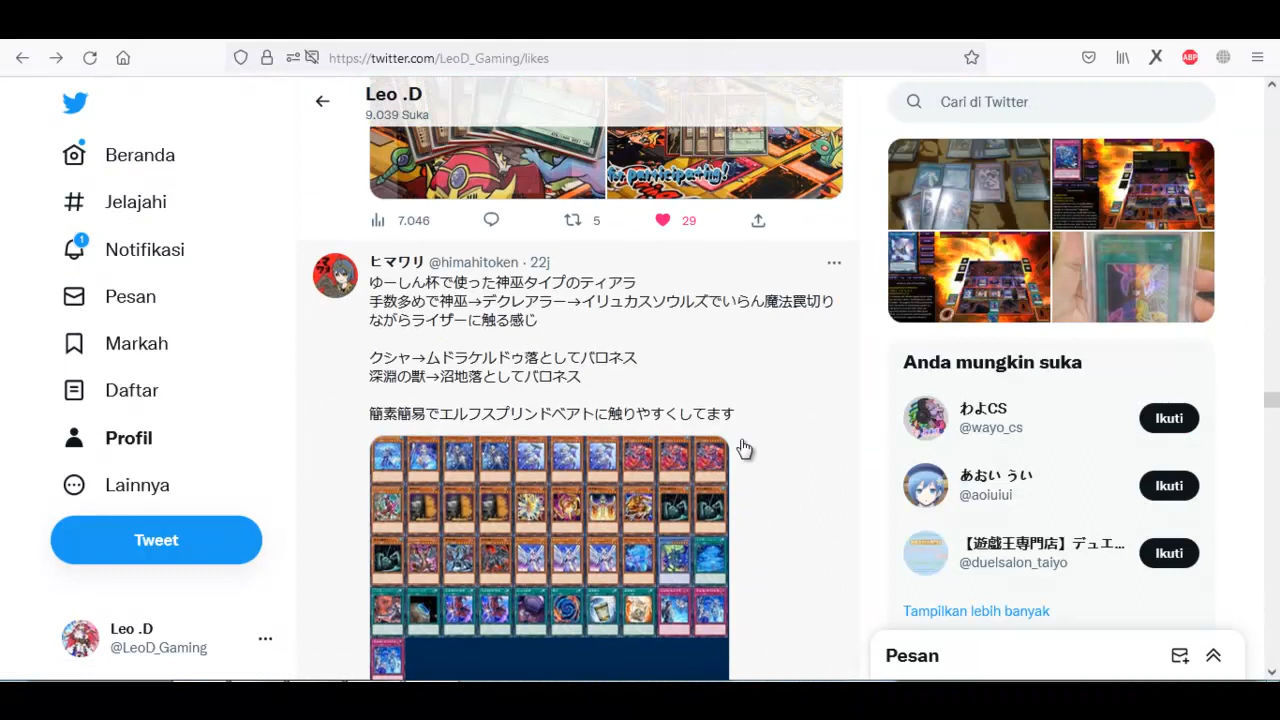 https://twitter.com/LeoD_Gaming/likes
ABP
Beranda
Jelajahi
1
Notifikasi
Pesan
Markah
Daftar
Profil
Lainnya
Tweet
Leo .D
@LeoD_Gaming
Leo .D
9.039 Suka
participating!
7.046
5
29
ヒマワリ @himahitoken · 22j
ゆーしん杯で使った神巫タイプのティアラ
手数多めで神巫→デクレアラー→イリュガスソウルズでいらん魔法罠切り
ながらライザーに触る感じ
クシャ→ムドラケルドゥ落としてバロネス
深淵の獣→沼地落としてバロネス
簡素簡易でエルフスプリンドベアトに触りやすくしてます
Cari di Twitter
Anda mungkin suka
わよCS
@wayo_cs
Ikuti
あおい うい
@aoiuiui
Ikuti
【遊戯王専門店】デュエ...
@duelsalon_taiyo
Ikuti
Tampilkan lebih banyak
Pesan